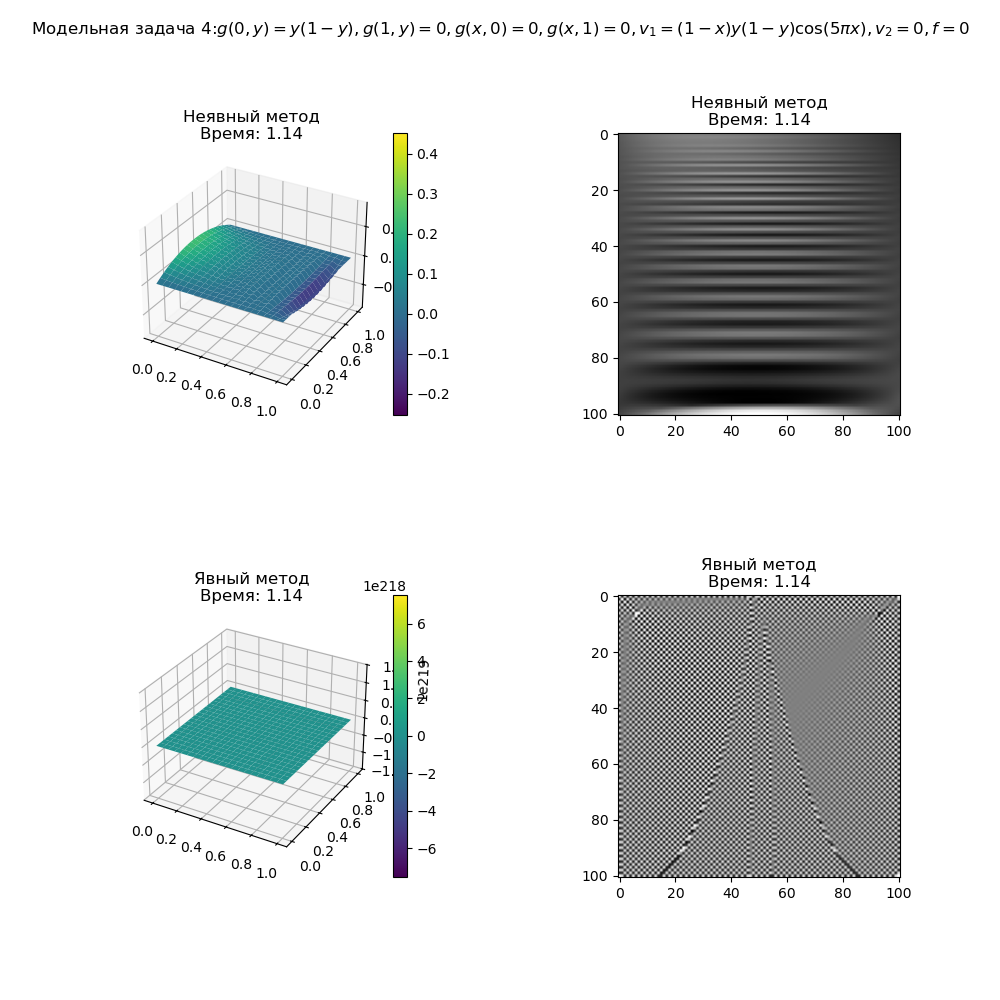 Модельная задача 4:g(0, y) = y(1 − y), g(1, y) = 0, g(x, 0) = 0, g(x, 1) = 0, v₁ = (1 − x)y(1 − y)cos(5πx), v₂ = 0, f = 0
Неявный метод
Время: 1.14
0.4
0.3
0.2
0.1
0.0
−0.1
−0.2
0.0 0.2 0.4 0.6 0.8 1.0
0.0 0.2 0.4 0.6 0.8 1.0
Неявный метод
Время: 1.14
0
20
40
60
80
100
0 20 40 60 80 100
Явный метод
Время: 1.14
1e218
6
4
2
0
−2
−4
−6
1e219
0.0 0.2 0.4 0.6 0.8 1.0
0.0 0.2 0.4 0.6 0.8 1.0
Явный метод
Время: 1.14
0
20
40
60
80
100
0 20 40 60 80 100